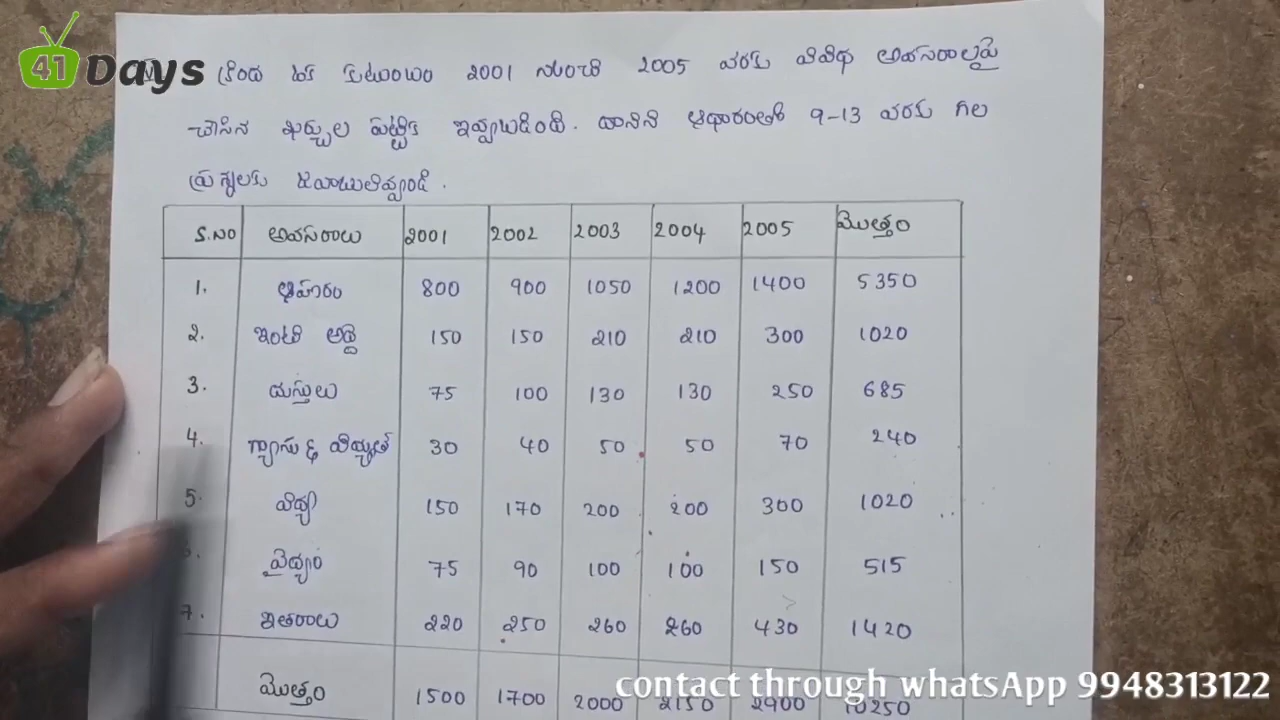 41 Days
క్రింద ఒక కుటుంబం 2001 నుంచి 2005 వరకు వివిధ అవసరాలపై
చేసిన ఖర్చుల పట్టిక ఇవ్వబడింది. దానిని ఆధారంతో 9-13 వరకు గల
ప్రశ్నలకు జవాబులివ్వండి.
S.NO అవసరాలు 2001 2002 2003 2004 2005 మొత్తం
1. ఆహారం 800 900 1050 1200 1400 5350
2. ఇంటి అద్దె 150 150 210 210 300 1020
3. దుస్తులు 75 100 130 130 250 685
4. గ్యాసు & విద్యుత్ 30 40 50 50 70 240
5. విద్య 150 170 200 200 300 1020
వైద్యం 75 90 100 100 150 515
7. ఇతరాలు 220 250 260 260 430 1420
మొత్తం 1500 1700 2000 2150 2900 10250
contact through whatsApp 9948313122